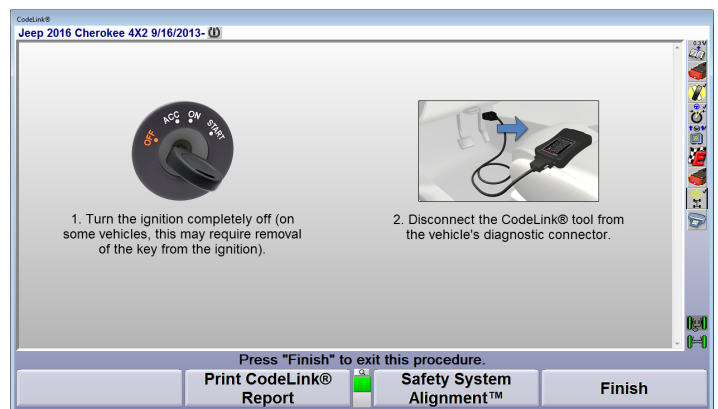 CodeLink®
Jeep 2016 Cherokee 4X2 9/16/2013-
0.3V
OFF
ACC
ON
START
1. Turn the ignition completely off (on
some vehicles, this may require removal
of the key from the ignition).
2. Disconnect the CodeLink® tool from
the vehicle's diagnostic connector.
Press "Finish" to exit this procedure.
Print CodeLink®
Report
Safety System
Alignment™
Finish